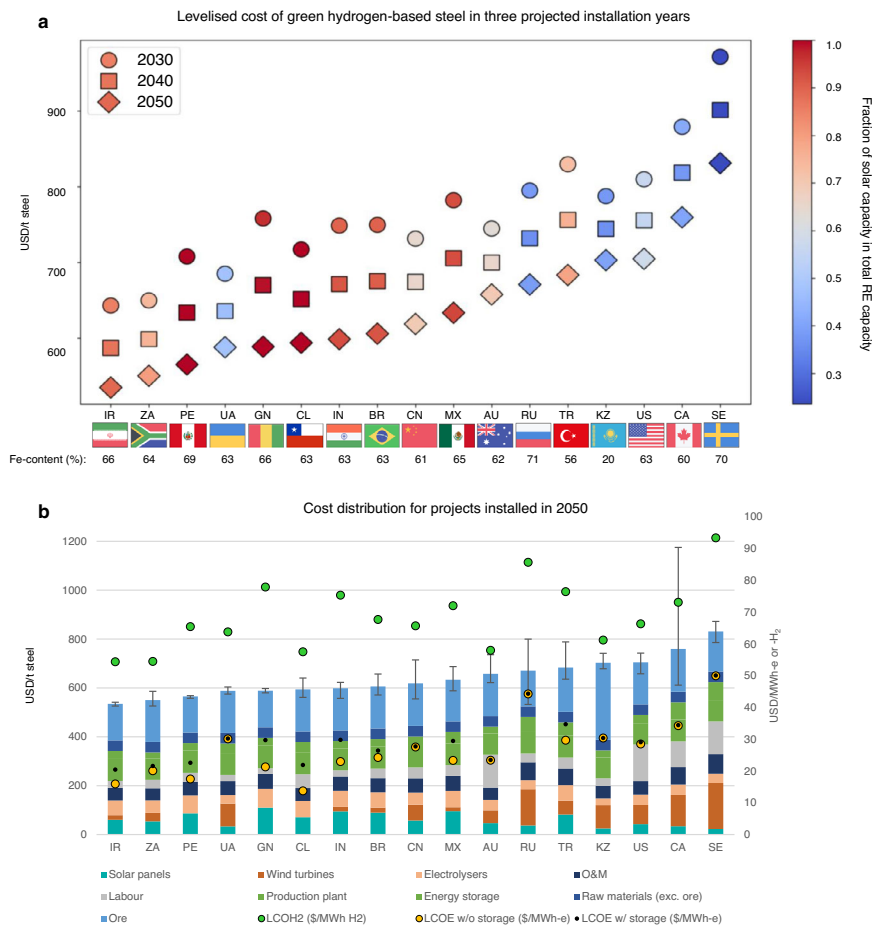 Levelised cost of green hydrogen-based steel in three projected installation years
a
2030
2040
2050
900
800
700
600
USD/t steel
1.0
0.9
0.8
0.7
0.6
0.5
0.4
0.3
Fraction of solar capacity in total RE capacity
IR ZA PE UA GN CL IN BR CN MX AU RU TR KZ US CA SE
Fe-content (%): 66 64 69 63 66 63 63 63 61 65 62 71 56 20 63 60 70
b
Cost distribution for projects installed in 2050
1200
1000
800
600
400
200
0
USD/t steel
100
90
80
70
60
50
40
30
20
10
0
USD/MWh-e or -H₂
IR ZA PE UA GN CL IN BR CN MX AU RU TR KZ US CA SE
Solar panels Wind turbines Electrolysers O&M
Labour Production plant Energy storage Raw materials (exc. ore)
Ore LCOH2 ($/MWh H2) LCOE w/o storage ($/MWh-e) LCOE w/ storage ($/MWh-e)